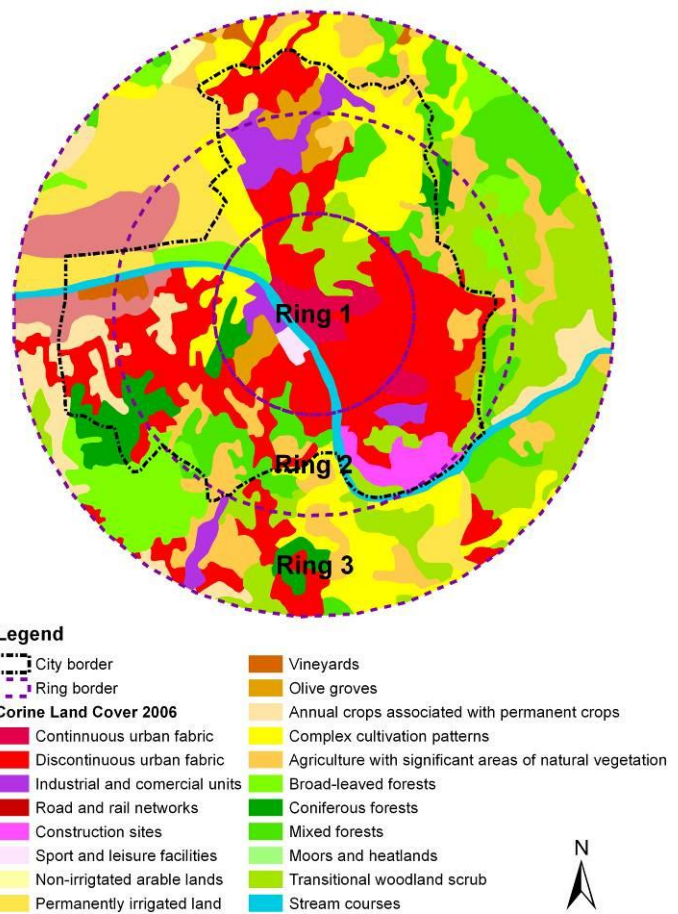 Ring 1
Ring 2
Ring 3
Legend
City border
Ring border
Corine Land Cover 2006
Continnuous urban fabric
Discontinuous urban fabric
Industrial and comercial units
Road and rail networks
Construction sites
Sport and leisure facilities
Non-irrigtated arable lands
Permanently irrigated land
Vineyards
Olive groves
Annual crops associated with permanent crops
Complex cultivation patterns
Agriculture with significant areas of natural vegetation
Broad-leaved forests
Coniferous forests
Mixed forests
Moors and heatlands
Transitional woodland scrub
Stream courses
N